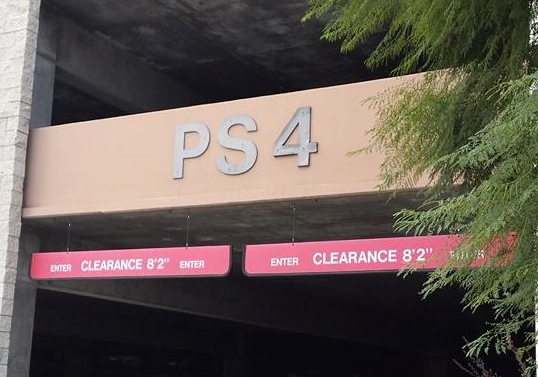 PS 4
ENTER CLEARANCE 8'2" ENTER
ENTER CLEARANCE 8'2"